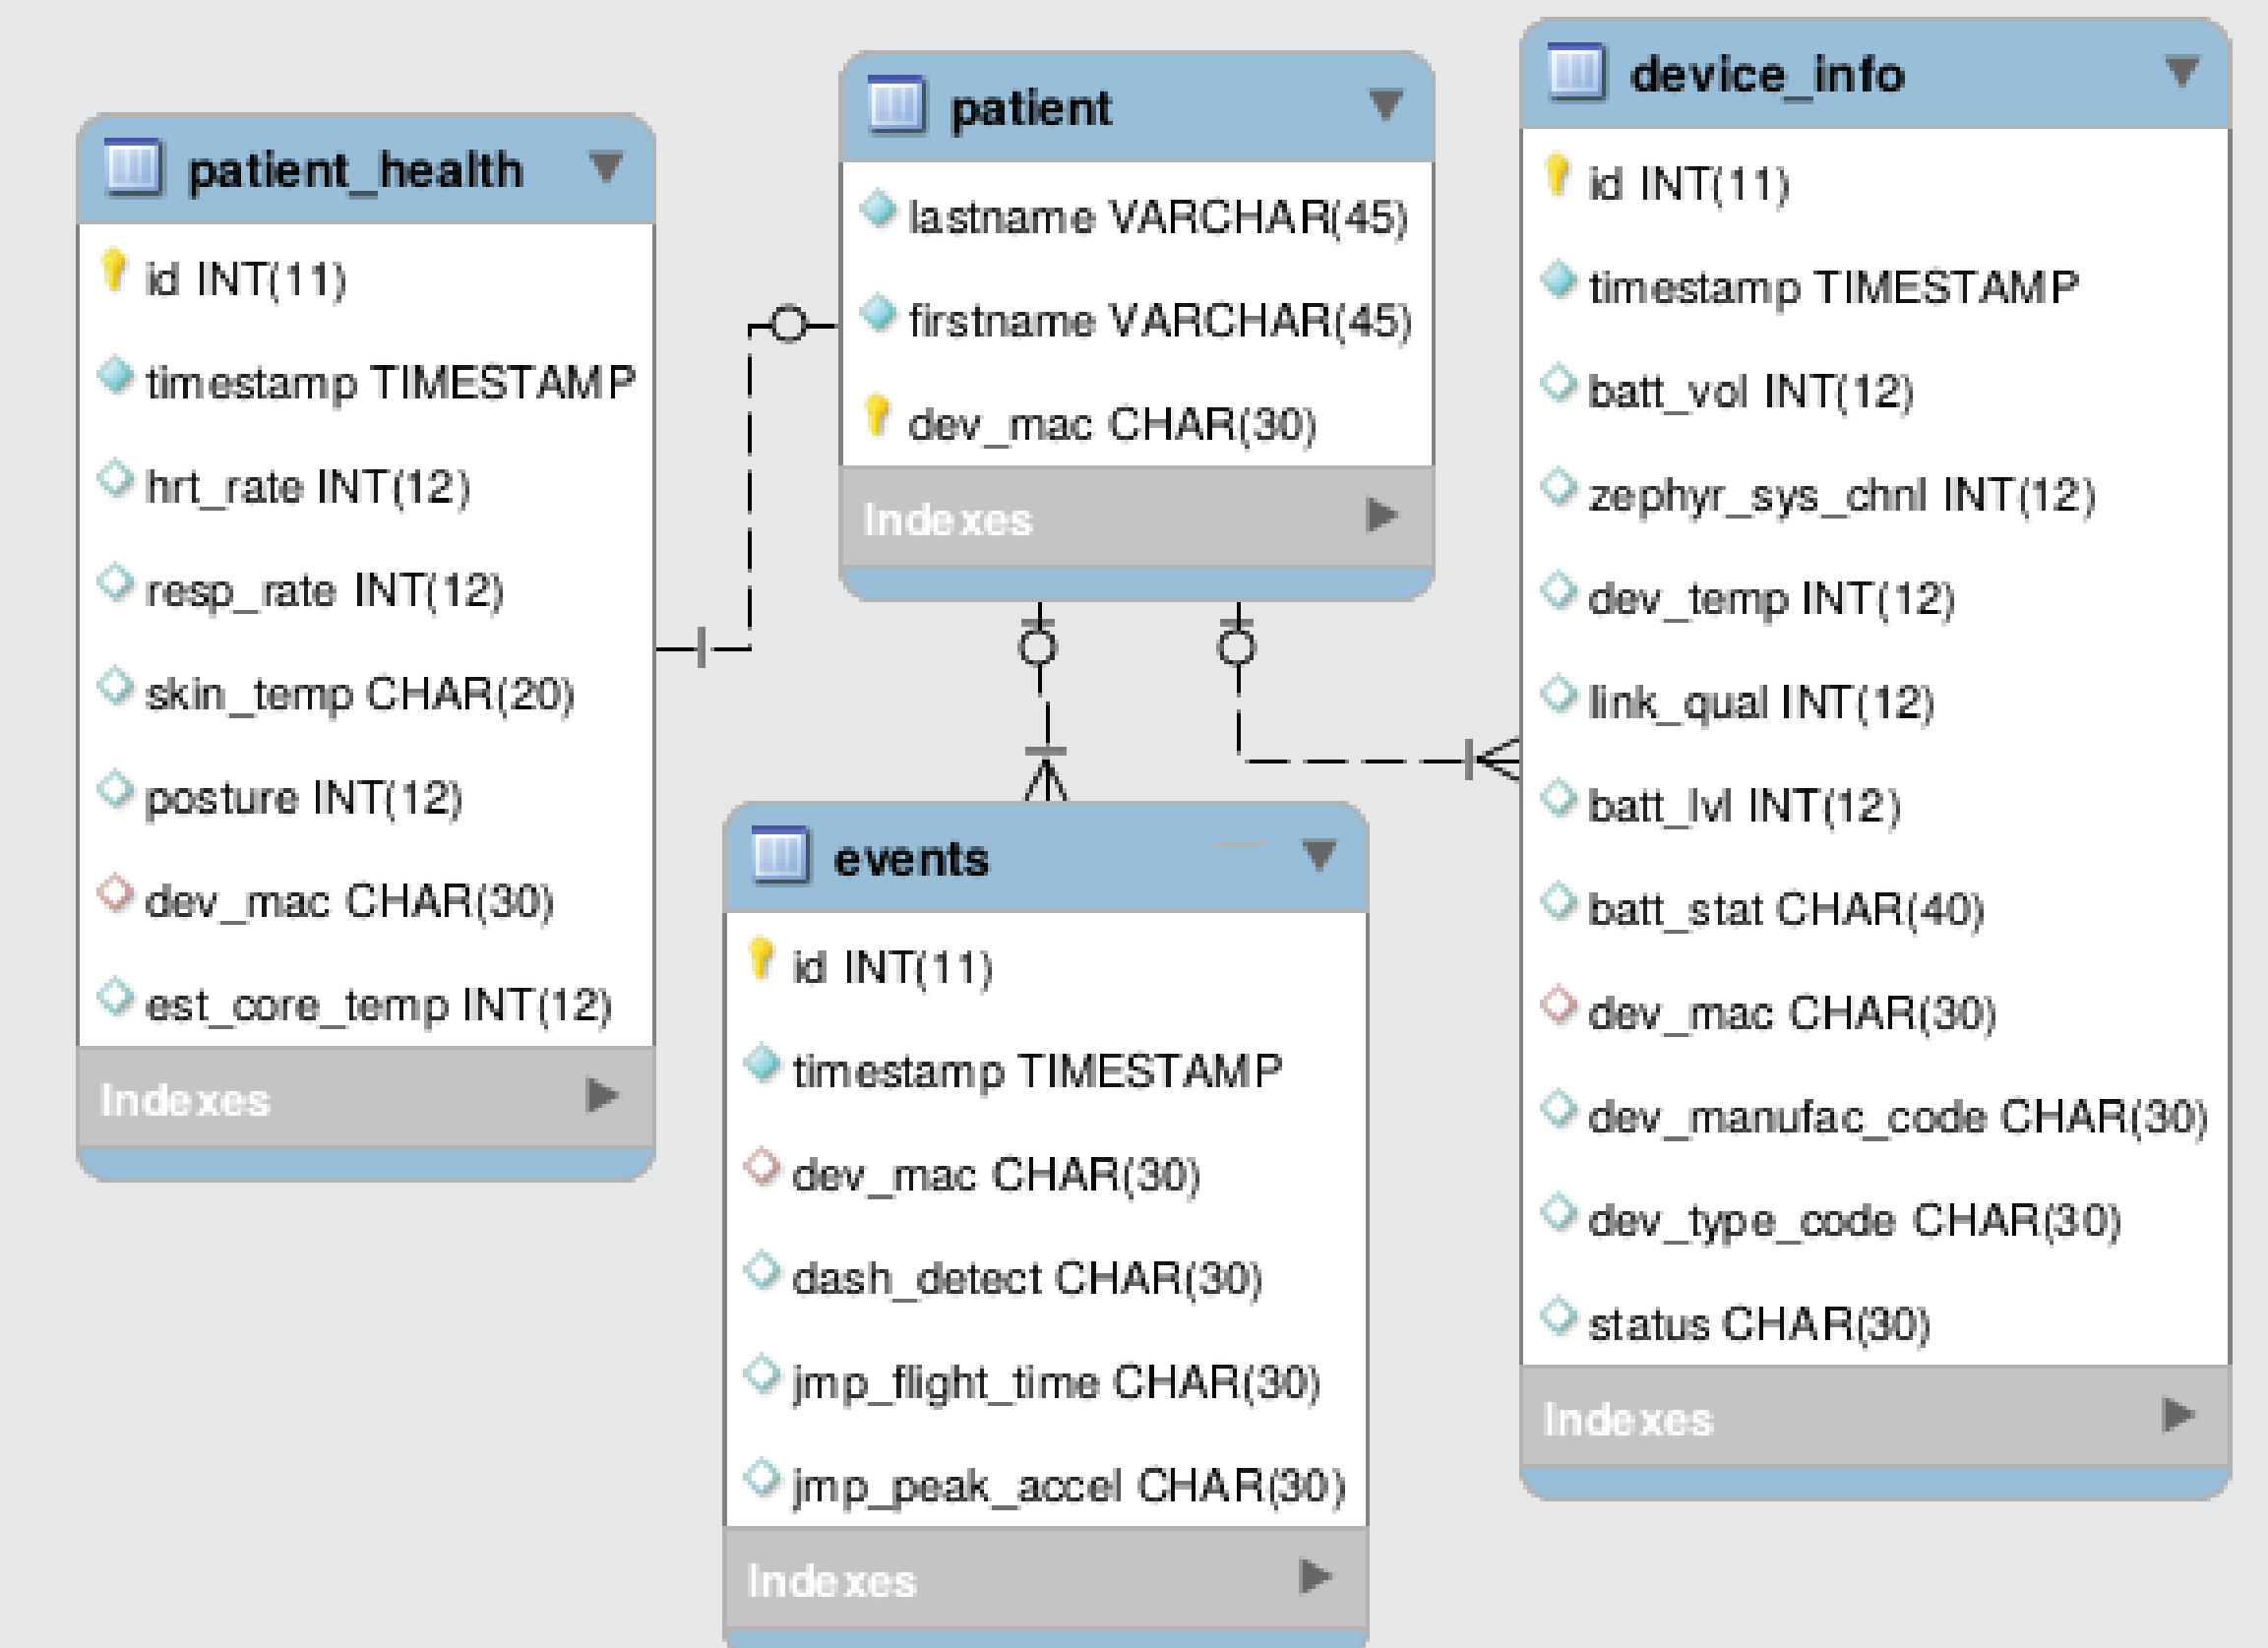 patient_health
id INT(11)
timestamp TIMESTAMP
hrt_rate INT(12)
resp_rate INT(12)
skin_temp CHAR(20)
posture INT(12)
dev_mac CHAR(30)
est_core_temp INT(12)
Indexes
patient
lastname VARCHAR(45)
firstname VARCHAR(45)
dev_mac CHAR(30)
Indexes
events
id INT(11)
timestamp TIMESTAMP
dev_mac CHAR(30)
dash_detect CHAR(30)
jmp_flight_time CHAR(30)
jmp_peak_accel CHAR(30)
Indexes
device_info
id INT(11)
timestamp TIMESTAMP
batt_vol INT(12)
zephyr_sys_chnl INT(12)
dev_temp INT(12)
link_qual INT(12)
batt_lvl INT(12)
batt_stat CHAR(40)
dev_mac CHAR(30)
dev_manufac_code CHAR(30)
dev_type_code CHAR(30)
status CHAR(30)
Indexes